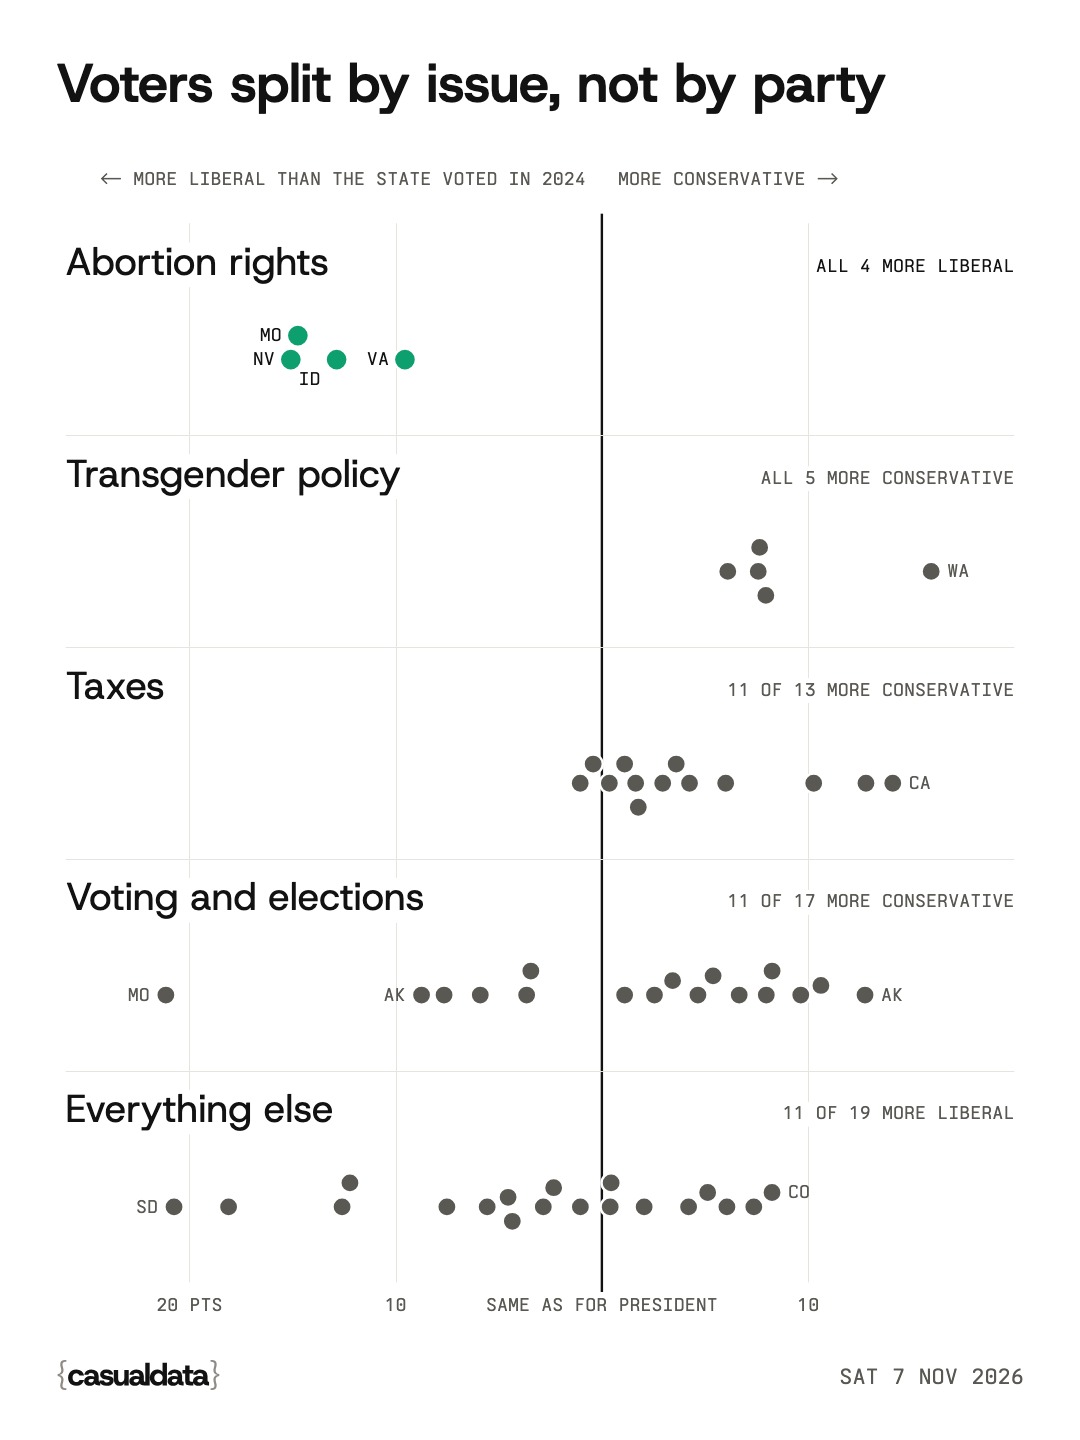 Voters split by issue, not by party
← MORE LIBERAL THAN THE STATE VOTED IN 2024 MORE CONSERVATIVE →
Abortion rights
ALL 4 MORE LIBERAL
MO
NV
VA
ID
Transgender policy
ALL 5 MORE CONSERVATIVE
WA
Taxes
11 OF 13 MORE CONSERVATIVE
CA
Voting and elections
11 OF 17 MORE CONSERVATIVE
MO
AK
AK
Everything else
11 OF 19 MORE LIBERAL
SD
CO
20 PTS 10 SAME AS FOR PRESIDENT 10
{casualdata}
SAT 7 NOV 2026